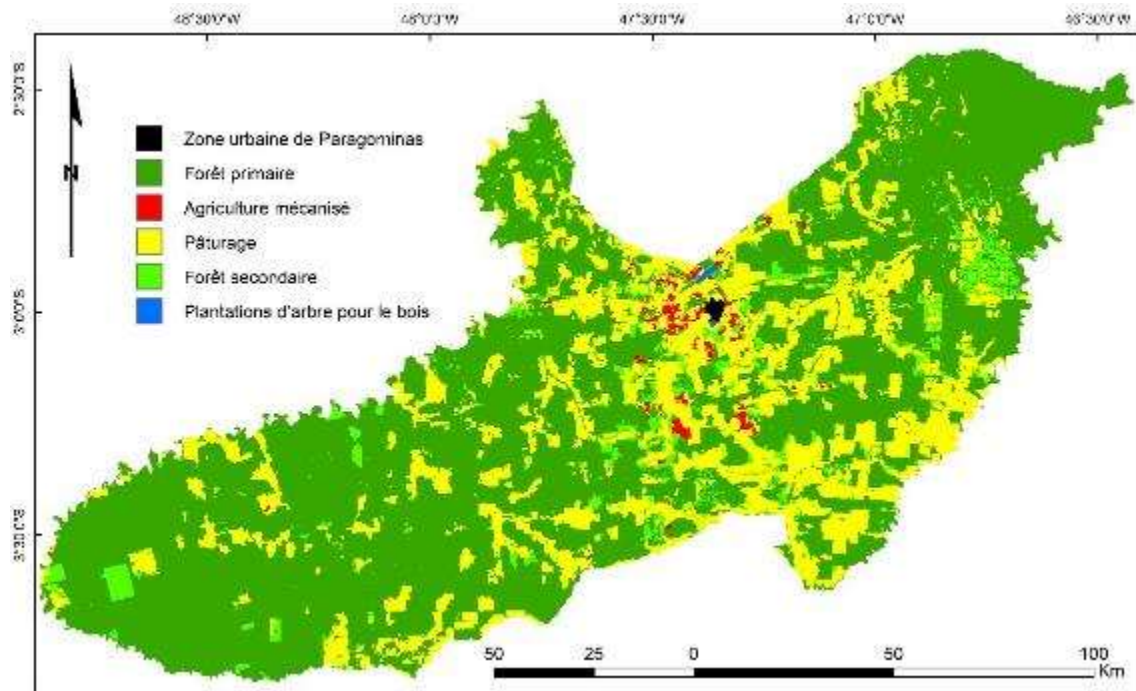 48°30'0"W 48°0'0"W 47°30'0"W 47°0'0"W 46°30'0"W
2°30'0"S
N
Zone urbaine de Paragominas
Forêt primaire
Agriculture mécanisé
Pâturage
Forêt secondaire
Plantations d'arbre pour le bois
3°0'0"S
3°30'0"S
50 25 0 50 100
Km